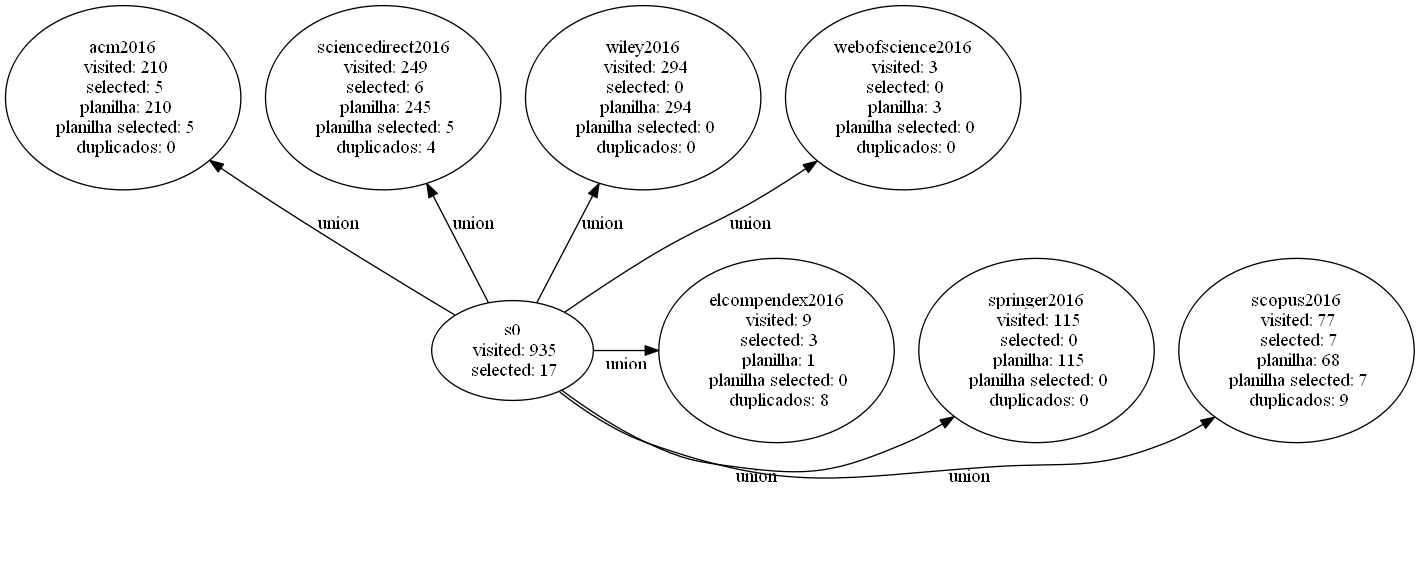 acm2016
visited: 210
selected: 5
planilha: 210
planilha selected: 5
duplicados: 0
sciencedirect2016
visited: 249
selected: 6
planilha: 245
planilha selected: 5
duplicados: 4
wiley2016
visited: 294
selected: 0
planilha: 294
planilha selected: 0
duplicados: 0
webofscience2016
visited: 3
selected: 0
planilha: 3
planilha selected: 0
duplicados: 0
union
union
union
union
s0
visited: 935
selected: 17
union
elcompendex2016
visited: 9
selected: 3
planilha: 1
planilha selected: 0
duplicados: 8
springer2016
visited: 115
selected: 0
planilha: 115
planilha selected: 0
duplicados: 0
scopus2016
visited: 77
selected: 7
planilha: 68
planilha selected: 7
duplicados: 9
union
union